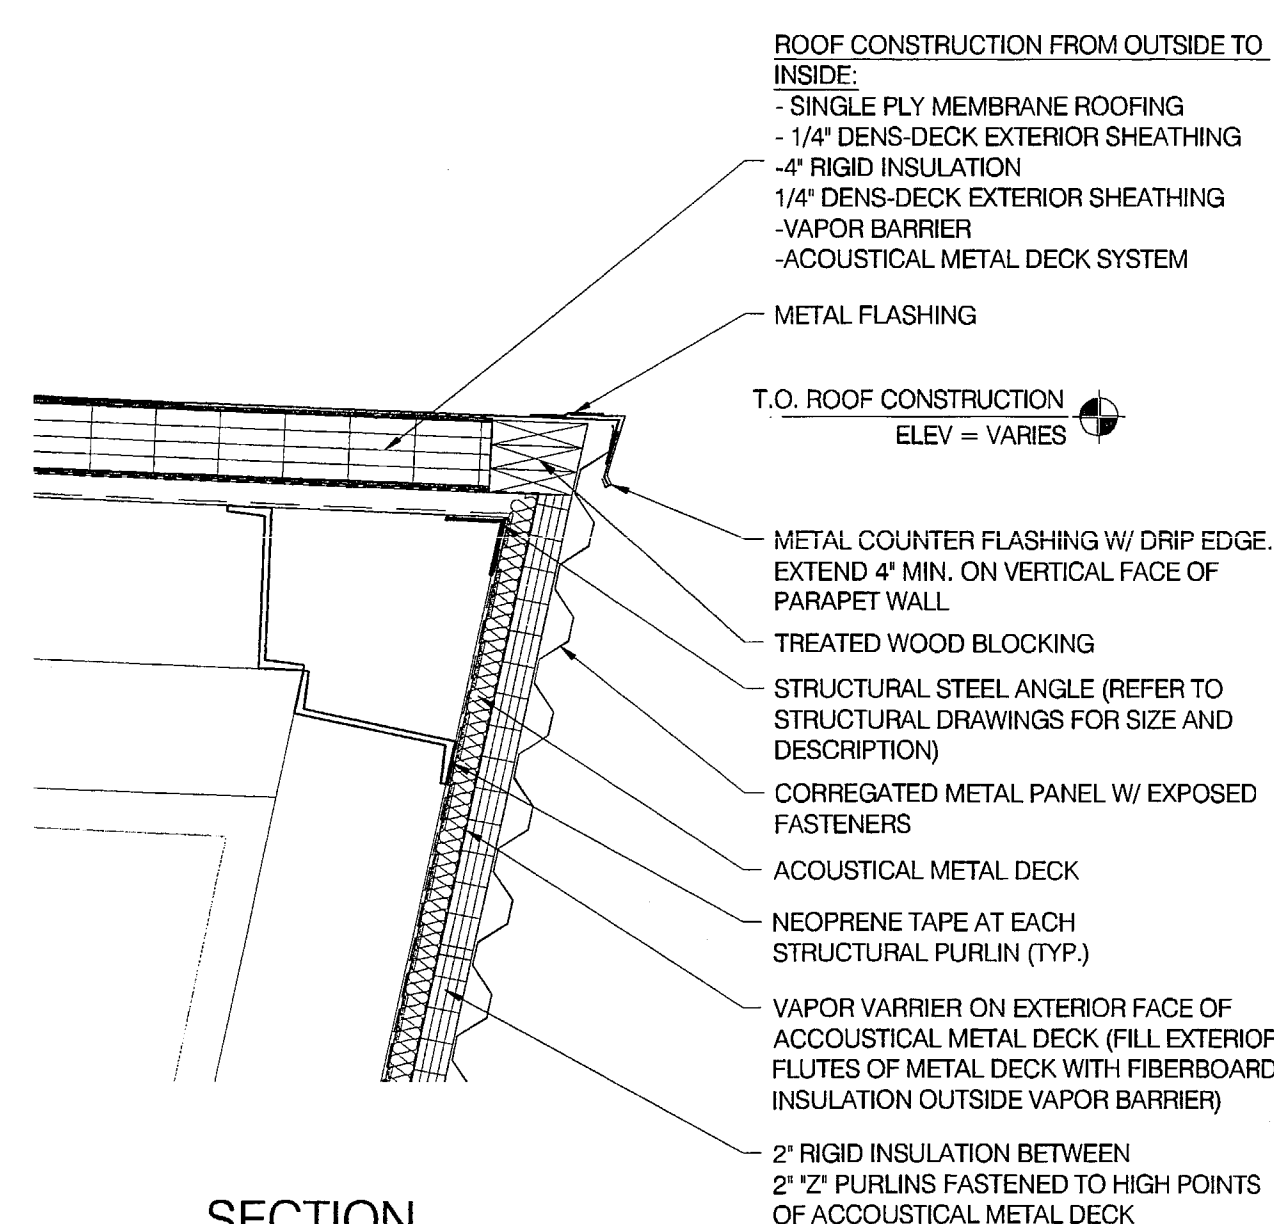 ROOF CONSTRUCTION FROM OUTSIDE TO
INSIDE:
- SINGLE PLY MEMBRANE ROOFING
- 1/4" DENS-DECK EXTERIOR SHEATHING
-4" RIGID INSULATION
1/4" DENS-DECK EXTERIOR SHEATHING
-VAPOR BARRIER
-ACOUSTICAL METAL DECK SYSTEM
METAL FLASHING
T.O. ROOF CONSTRUCTION
ELEV = VARIES
METAL COUNTER FLASHING W/ DRIP EDGE.
EXTEND 4" MIN. ON VERTICAL FACE OF
PARAPET WALL
TREATED WOOD BLOCKING
STRUCTURAL STEEL ANGLE (REFER TO
STRUCTURAL DRAWINGS FOR SIZE AND
DESCRIPTION)
CORREGATED METAL PANEL W/ EXPOSED
FASTENERS
ACOUSTICAL METAL DECK
NEOPRENE TAPE AT EACH
STRUCTURAL PURLIN (TYP.)
VAPOR VARRIER ON EXTERIOR FACE OF
ACCOUSTICAL METAL DECK (FILL EXTERIOR
FLUTES OF METAL DECK WITH FIBERBOARD
INSULATION OUTSIDE VAPOR BARRIER)
2" RIGID INSULATION BETWEEN
2" "Z" PURLINS FASTENED TO HIGH POINTS
OF ACCOUSTICAL METAL DECK
SECTION